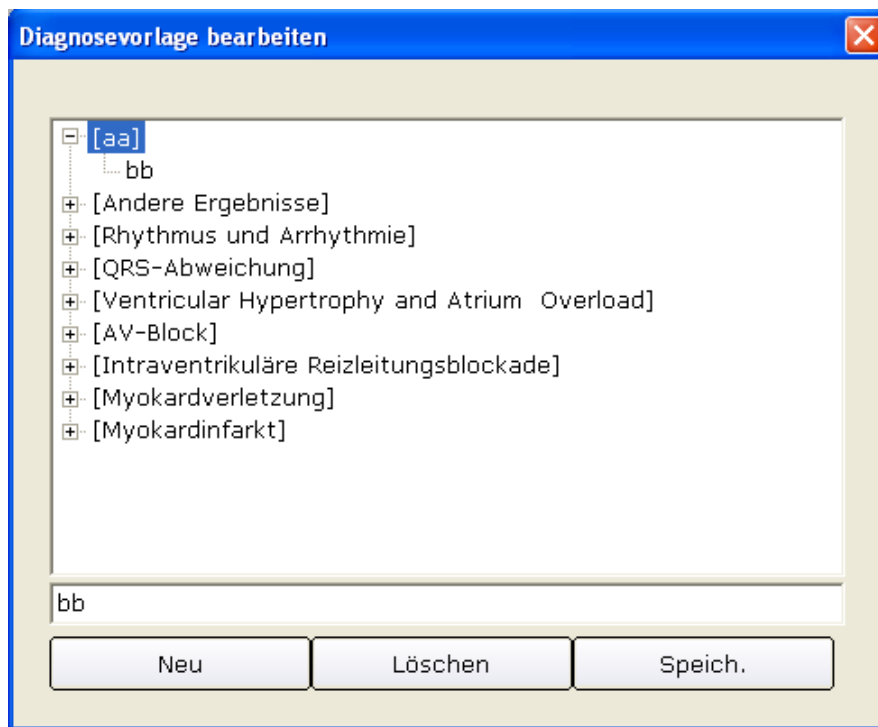 Diagnosevorlage bearbeiten
[aa]
bb
[Andere Ergebnisse]
[Rhythmus und Arrhythmie]
[QRS-Abweichung]
[Ventricular Hypertrophy and Atrium  Overload]
[AV-Block]
[Intraventrikuläre Reizleitungsblockade]
[Myokardverletzung]
[Myokardinfarkt]
bb
Neu Löschen Speich.